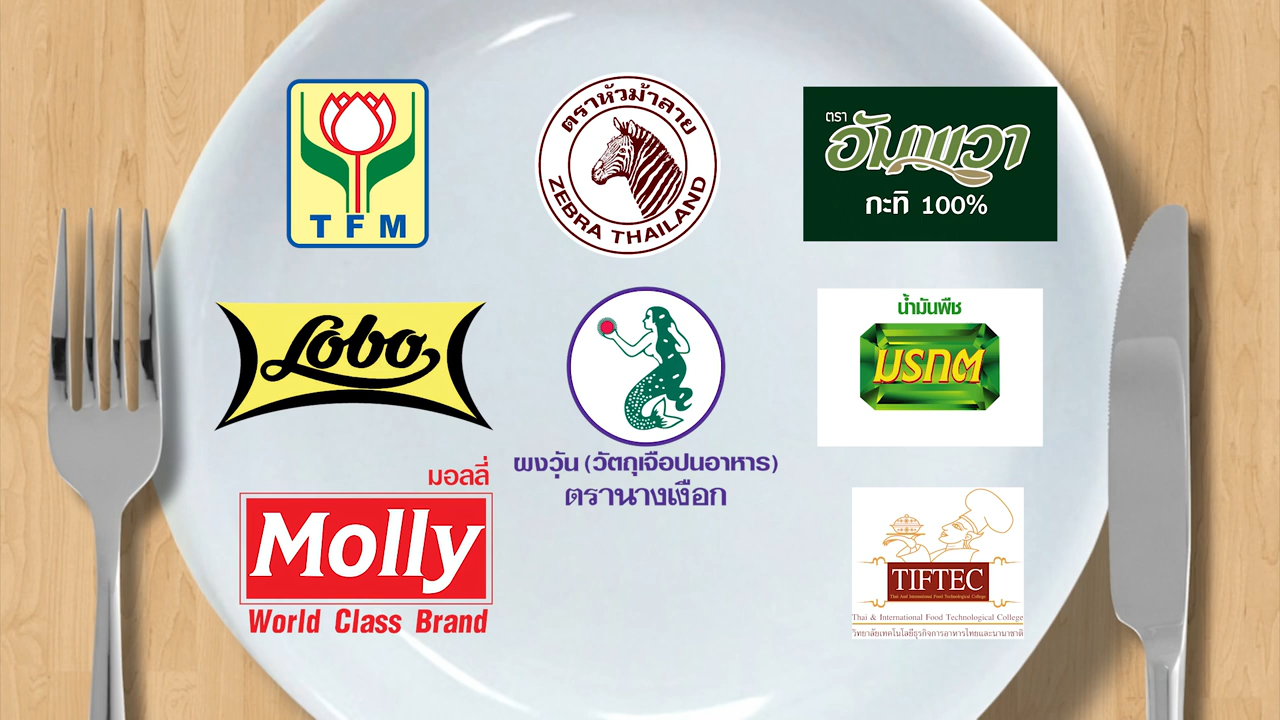 TFM
ตราหัวม้าลาย
ZEBRA THAILAND
ตรา
อัมพวา
กะทิ 100%
Lobo
ผงวุ้น (วัตถุเจือปนอาหาร)
ตรานางเงือก
น้ำมันพืช
มรกต
มอลลี่
Molly
World Class Brand
TIFTEC
Thai And International Food Technological College
Thai & International Food Technological College
วิทยาลัยเทคโนโลยีธุรกิจการอาหารไทยและนานาชาติ